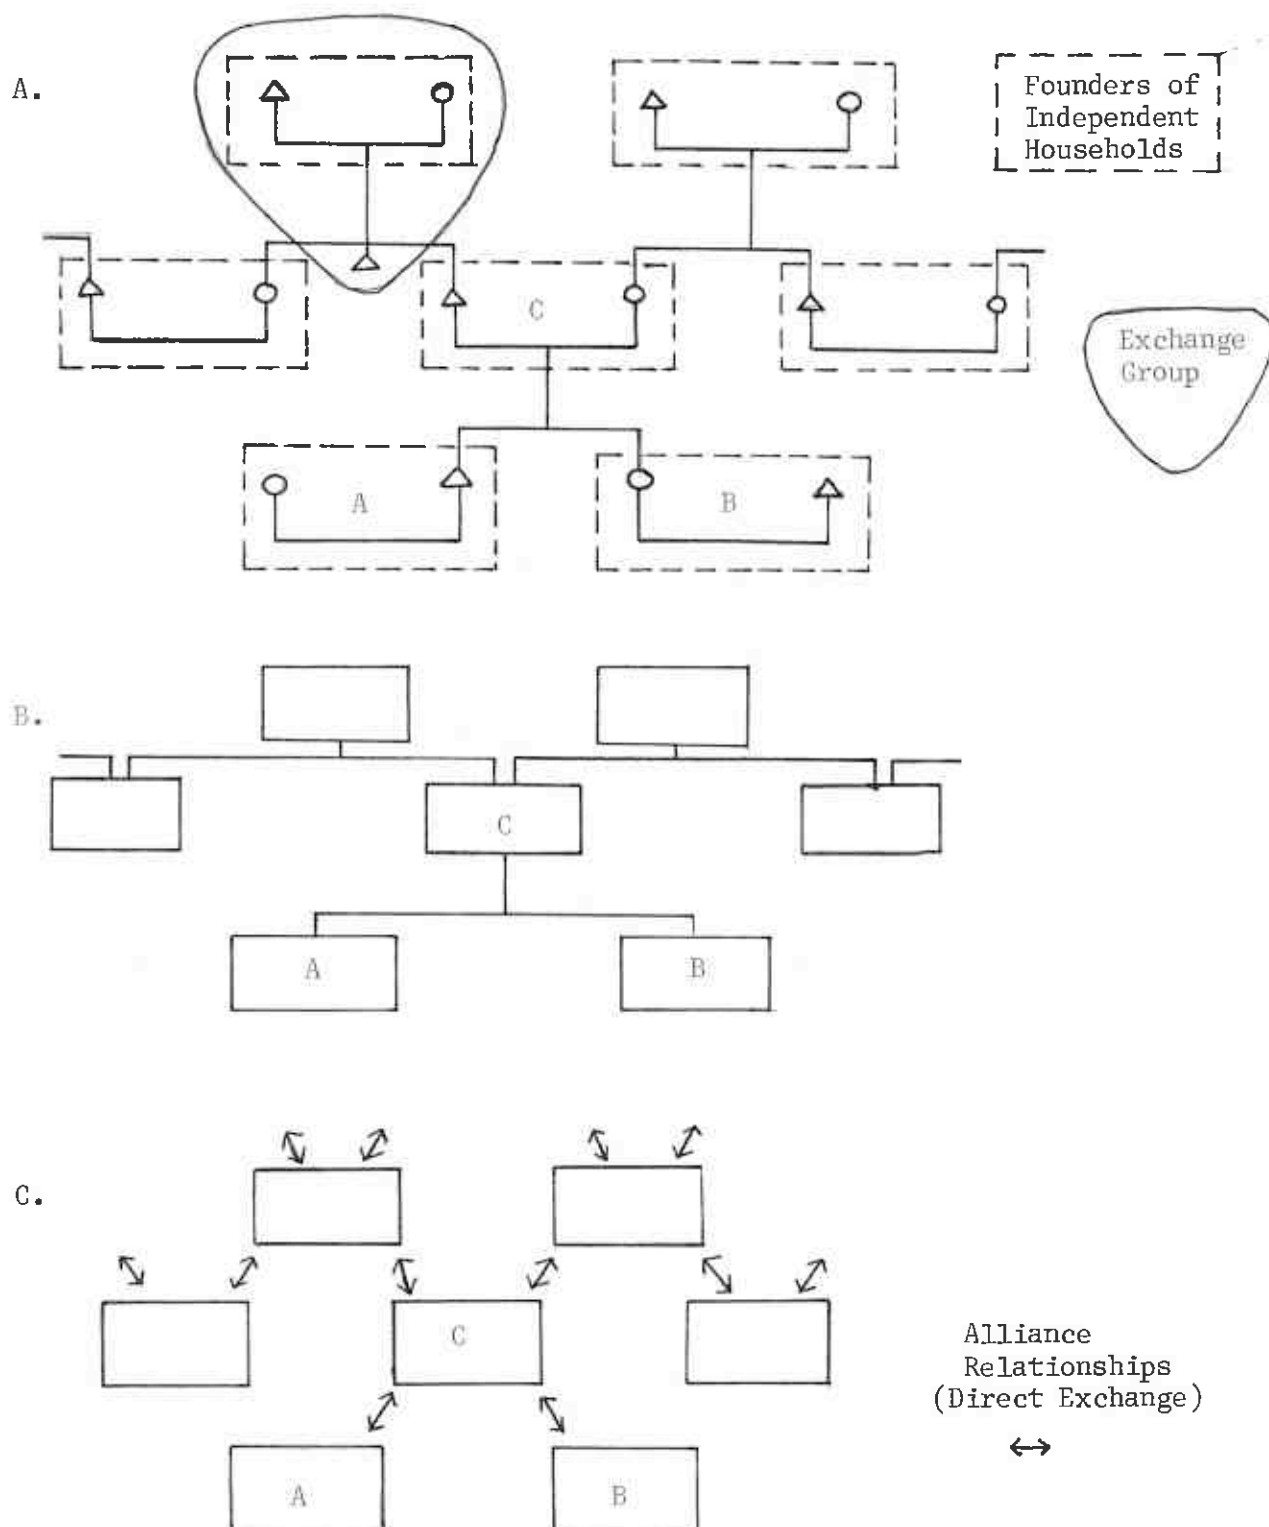 A.
Founders of
Independent
Households
C
Exchange
Group
A
B
B.
C
A
B
C.
C
Alliance
Relationships
(Direct Exchange)
A
B